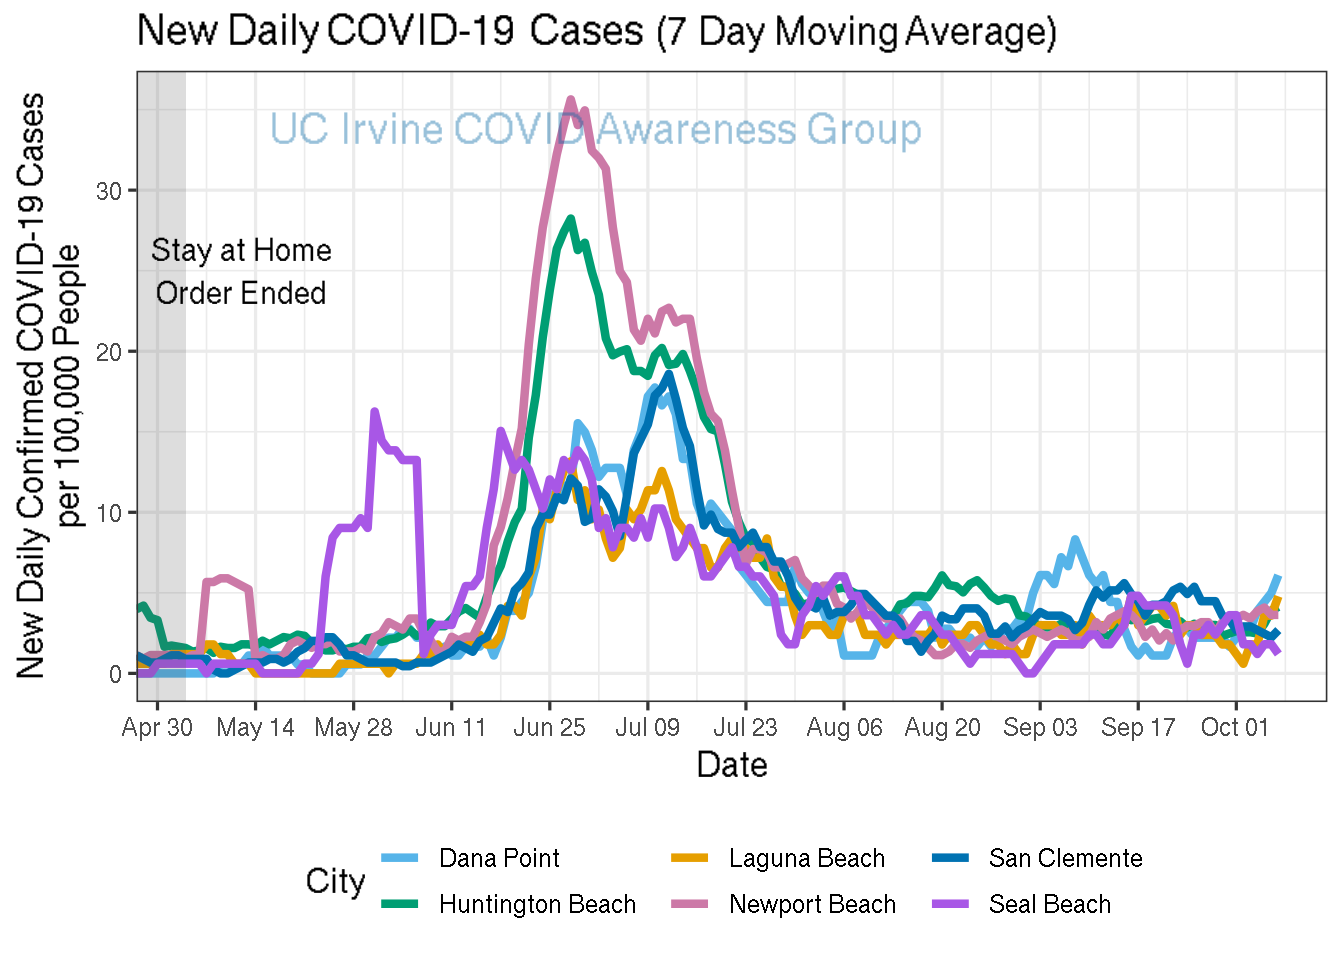 New Daily COVID-19 Cases (7 Day Moving Average)
UC Irvine COVID Awareness Group
Stay at Home
Order Ended
New Daily Confirmed COVID-19 Cases
per 100,000 People
30
20
10
0
Apr 30 May 14 May 28 Jun 11 Jun 25 Jul 09 Jul 23 Aug 06 Aug 20 Sep 03 Sep 17 Oct 01
Date
City
Dana Point Laguna Beach San Clemente
Huntington Beach Newport Beach Seal Beach